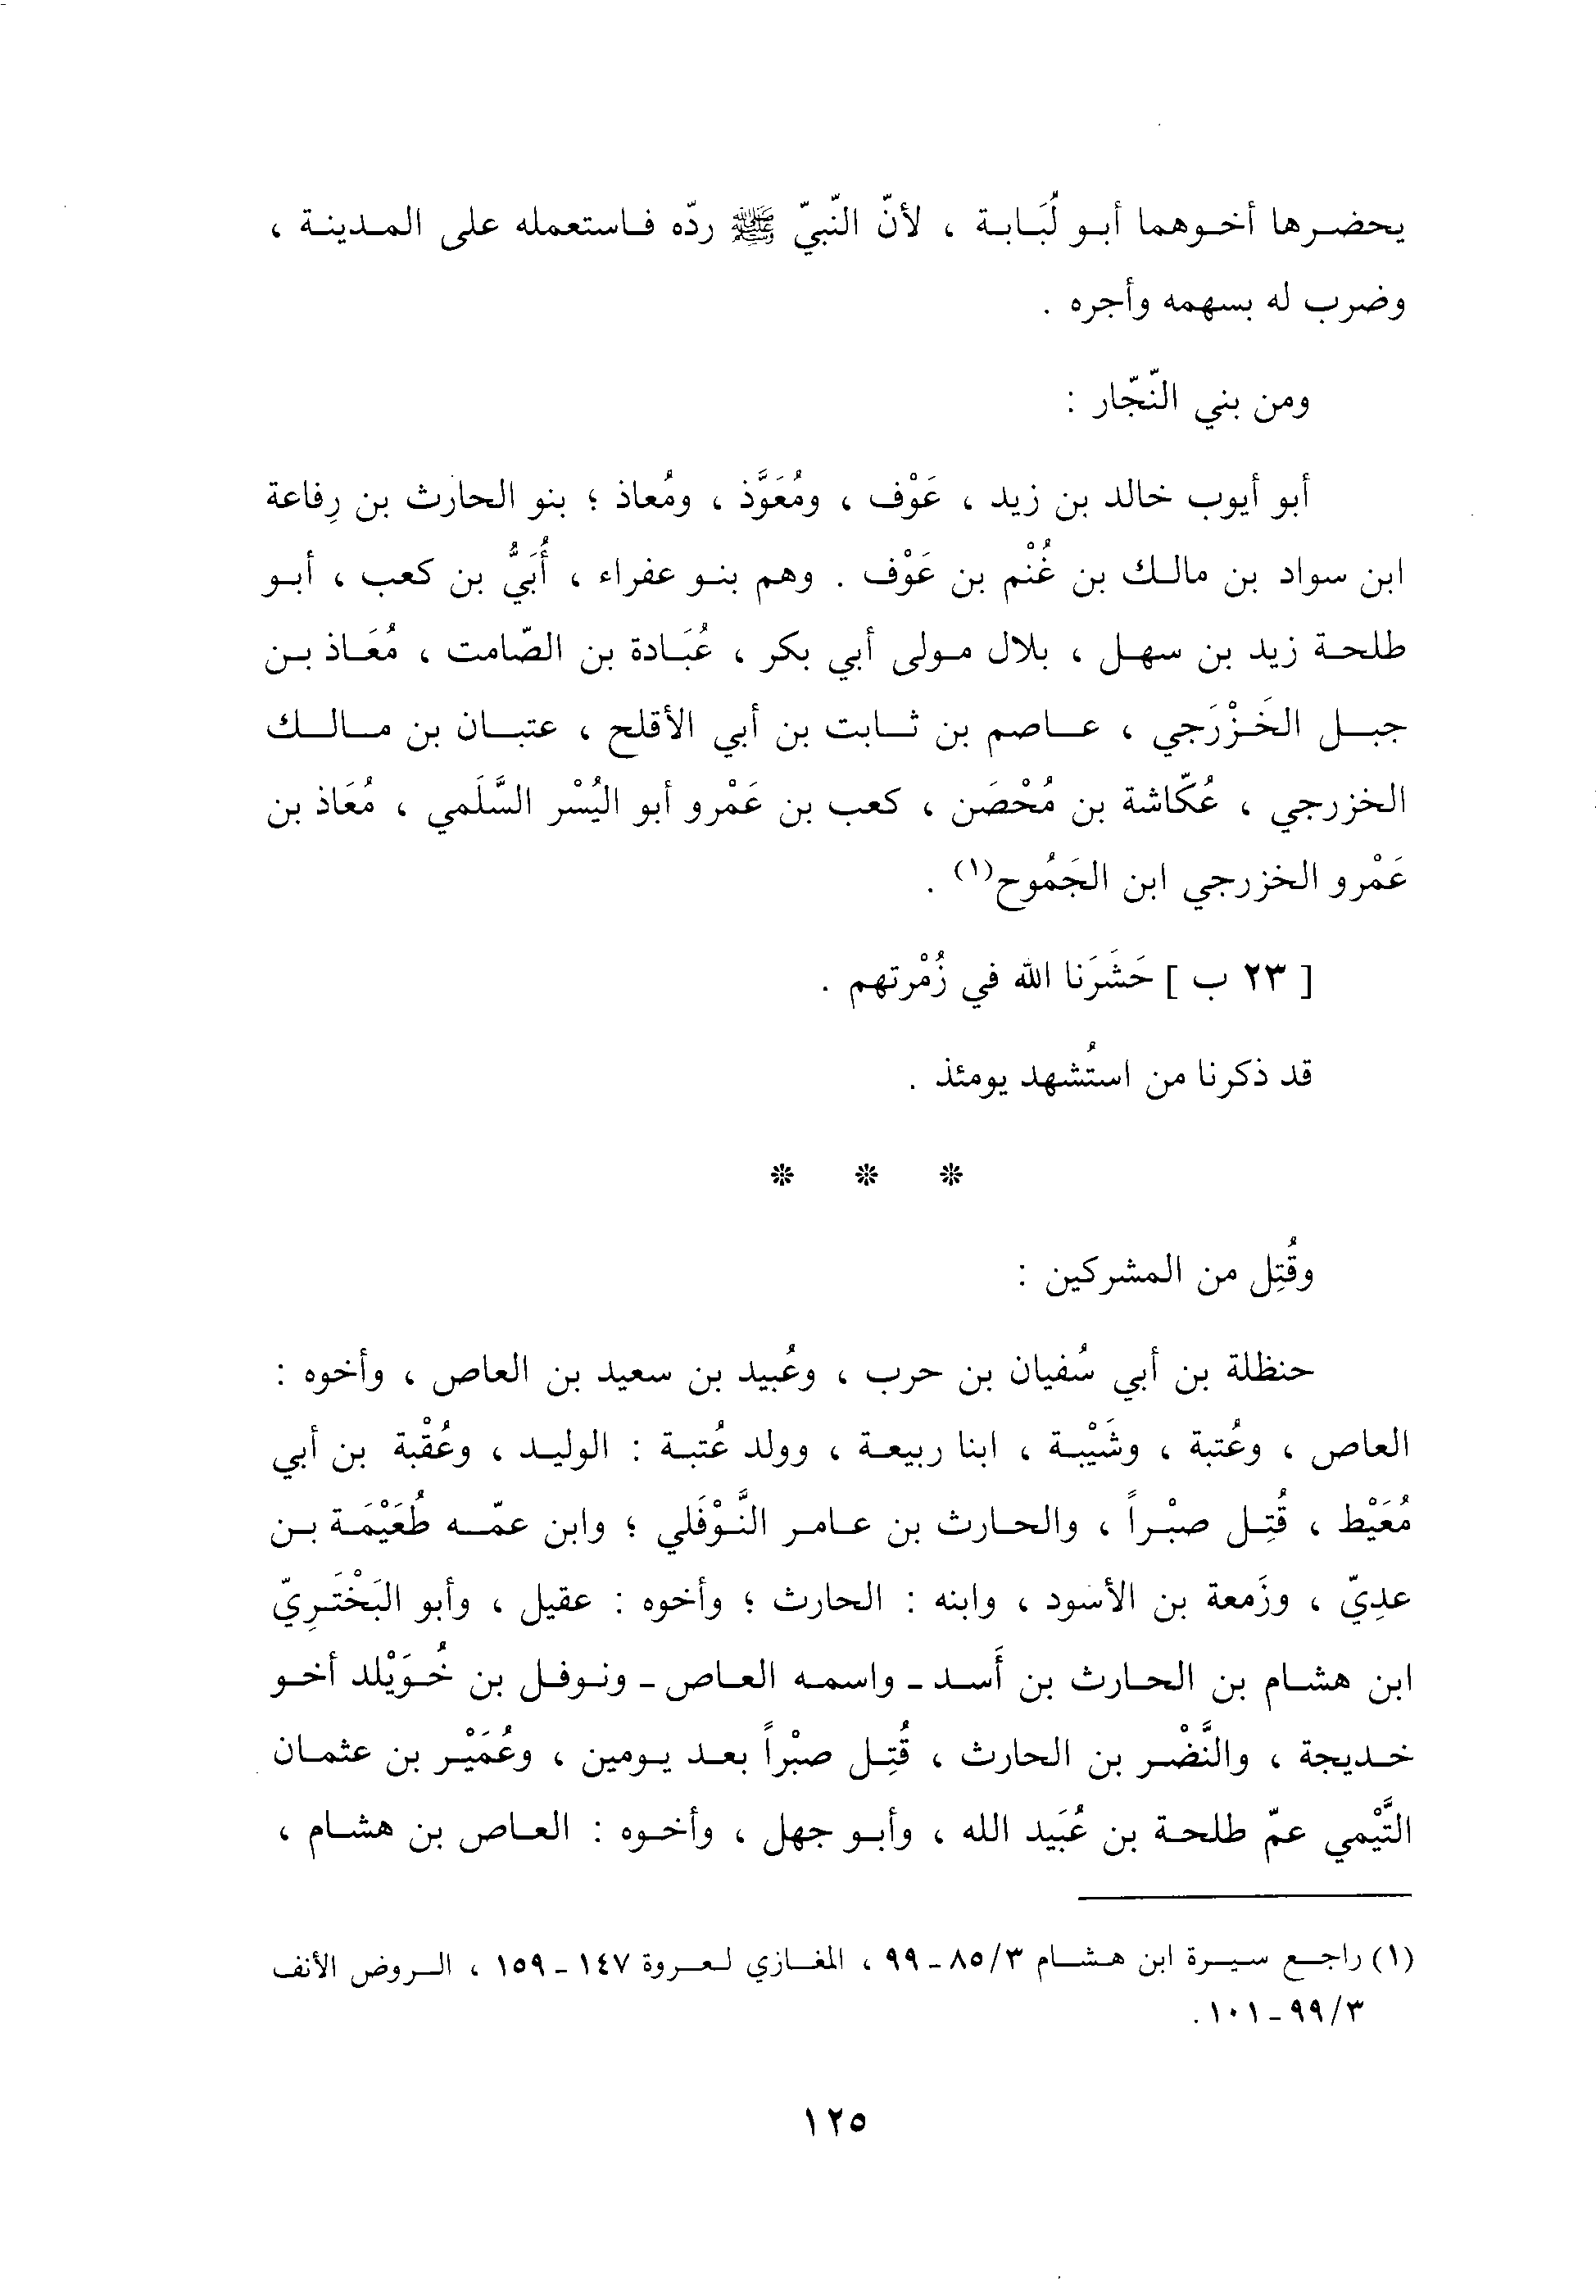 يحضرها أخوهما أبو لُبَابة ، لأنّ النّبيّ ﷺ ردّه فاستعمله على المدينة ،
وضرب له بسهمه وأجره .
ومن بني النّجّار :
أبو أيوب خالد بن زيد ، عَوْف ، ومُعَوَّذ ، ومُعاذ ؛ بنو الحارث بن رِفاعة
ابن سواد بن مالك بن غُنْم بن عَوْف . وهم بنو عفراء ، أُبَيُّ بن كعب ، أبو
طلحة زيد بن سهل ، بلال مولى أبي بكر ، عُبَادة بن الصّامت ، مُعَاذ بن
جبل الخَزْرَجي ، عاصم بن ثابت بن أبي الأقلح ، عتبان بن مالك
الخزرجي ، عُكّاشة بن مُحْصَن ، كعب بن عَمْرو أبو اليُسْر السَّلَمي ، مُعَاذ بن
عَمْرو الخزرجي ابن الجَمُوح(١) .
[ ٢٣ ب ] حَشَرَنا الله في زُمْرتهم .
قد ذكرنا من استُشهد يومئذ .
* * *
وقُتِل من المشركين :
حنظلة بن أبي سُفيان بن حرب ، وعُبيد بن سعيد بن العاص ، وأخوه :
العاص ، وعُتبة ، وشَيْبة ، ابنا ربيعة ، وولد عُتبة : الوليد ، وعُقْبة بن أبي
مُعَيْط ، قُتِل صبْراً ، والحارث بن عامر النَّوْفَلي ؛ وابن عمّه طُعَيْمَة بن
عدِيّ ، وزَمعة بن الأسود ، وابنه : الحارث ؛ وأخوه : عقيل ، وأبو البَخْتَرِيّ
ابن هشام بن الحارث بن أَسد - واسمه العاص - ونوفل بن خُوَيْلد أخو
خديجة ، والنَّضْر بن الحارث ، قُتِل صبْراً بعد يومين ، وعُمَيْر بن عثمان
التَّيْمي عمّ طلحة بن عُبَيد الله ، وأبو جهل ، وأخوه : العاص بن هشام ،
(١) راجع سيرة ابن هشام ٣/٨٥ - ٩٩ ، المغازي لعروة ١٤٧ - ١٥٩ ، الروض الأنف
٣/٩٩ - ١٠١ .
١٢٥